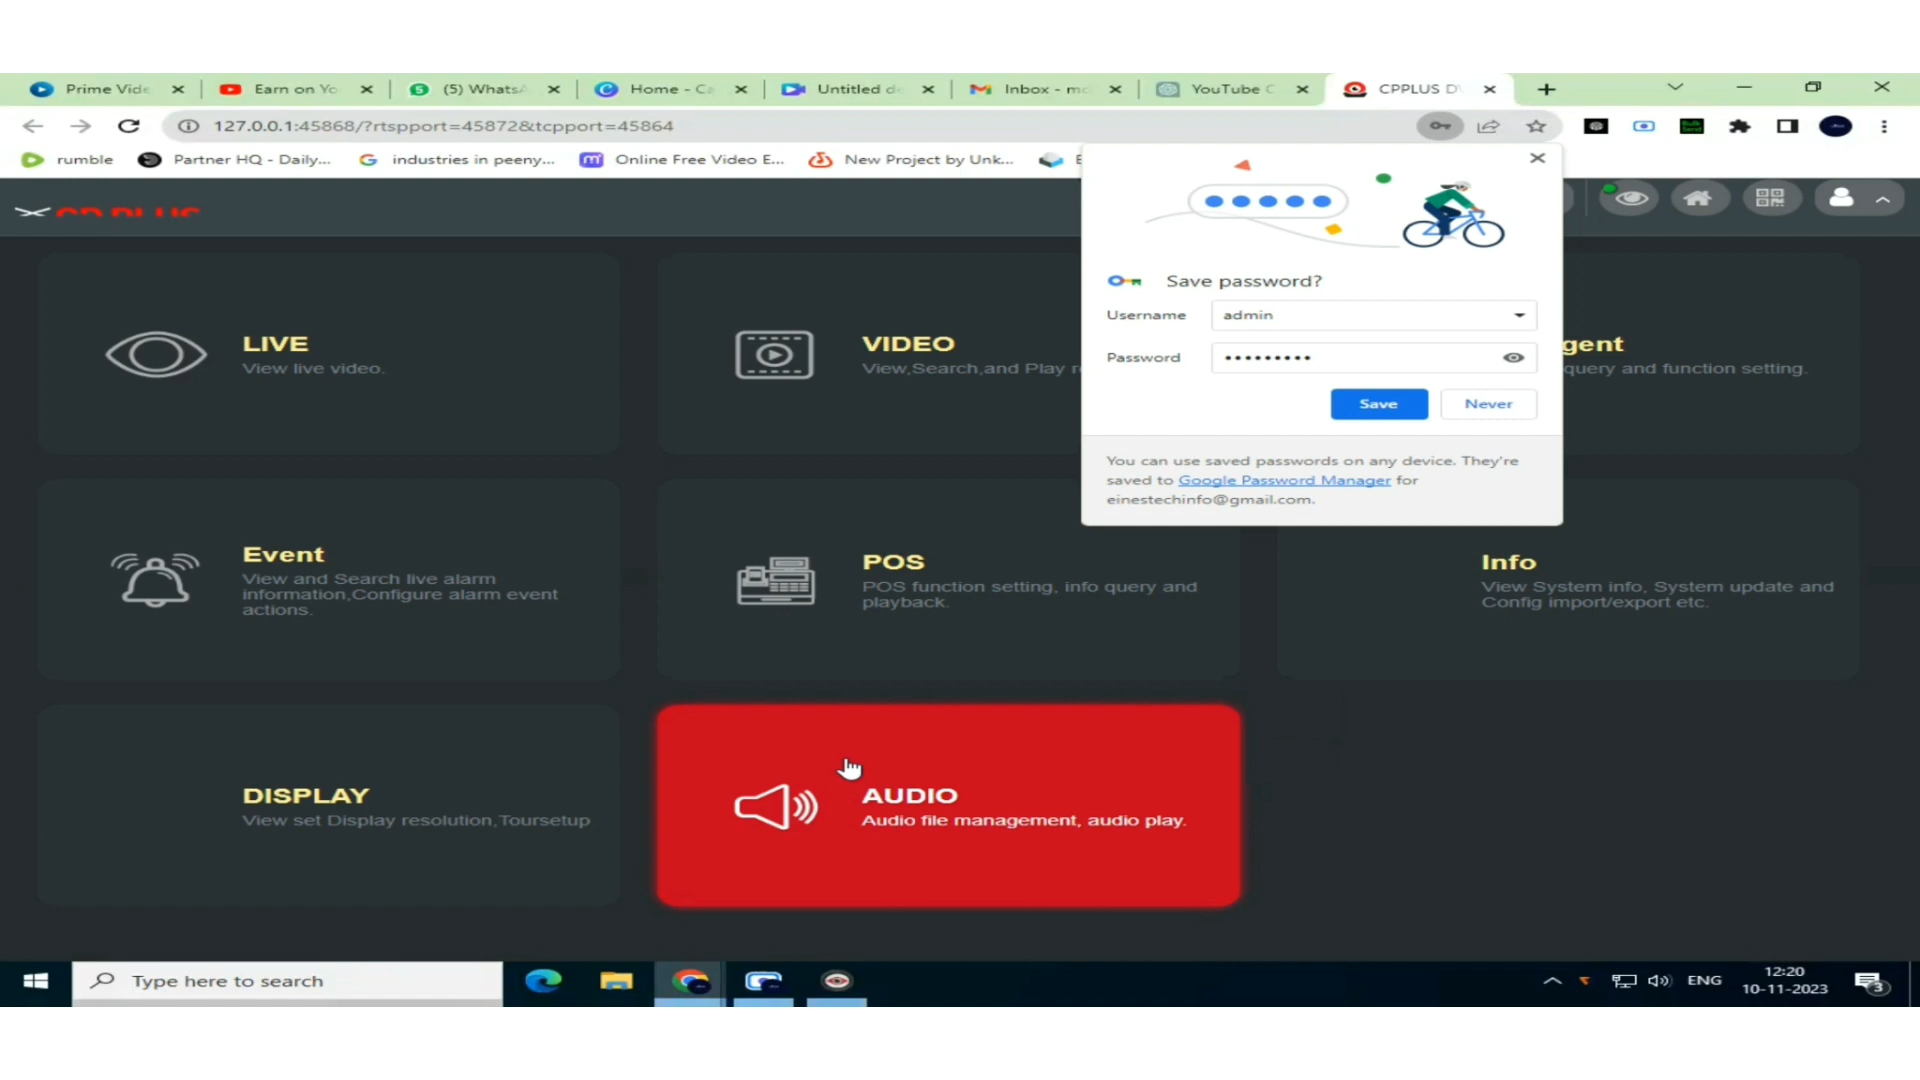 Prime Vide
Earn on Yo
(5) Whats
Home - Ca
Untitled d
Inbox - mo
YouTube C
CPPLUS D
127.0.0.1:45868/?rtspport=45872&tcpport=45864
rumble
Partner HQ - Daily...
industries in peeny...
Online Free Video E...
New Project by Unk...
CP PLUS
Save password?
Username admin
Password •••••••••
Save Never
You can use saved passwords on any device. They're
saved to Google Password Manager for
einestechinfo@gmail.com.
LIVE
View live video.
VIDEO
View,Search,and Play r
gent
query and function setting.
Event
View and Search live alarm
information,Configure alarm event
actions.
POS
POS function setting, info query and
playback.
Info
View System info, System update and
Config import/export etc.
DISPLAY
View set Display resolution,Toursetup
AUDIO
Audio file management, audio play.
Type here to search
ENG
12:20
10-11-2023
3